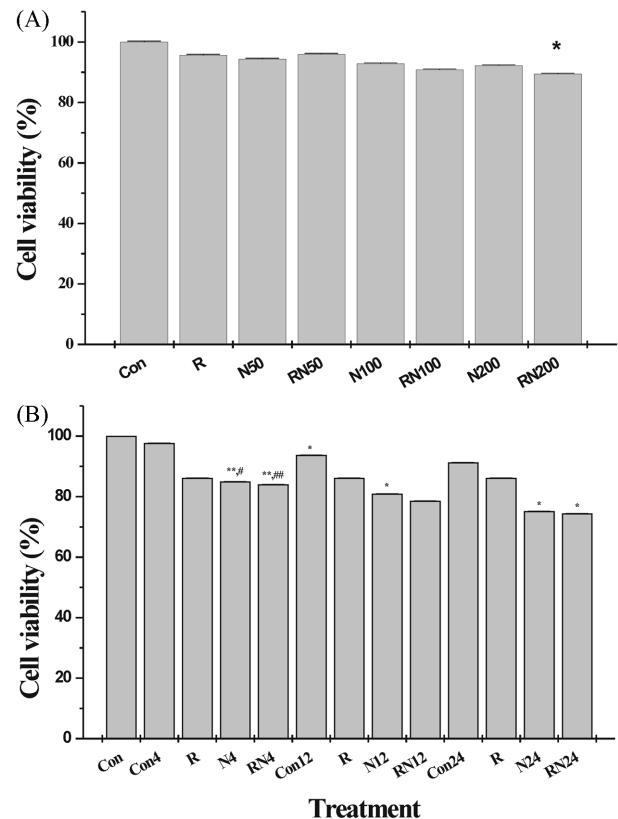 (A)
*
100
80
60
40
20
0
Cell viability (%)
Con R N50 RN50 N100 RN100 N200 RN200
(B)
100
80
60
40
20
0
Cell viability (%)
**,# **,## * * * *
Con Con4 R N4 RN4 Con12 R N12 RN12 Con24 R N24 RN24
Treatment